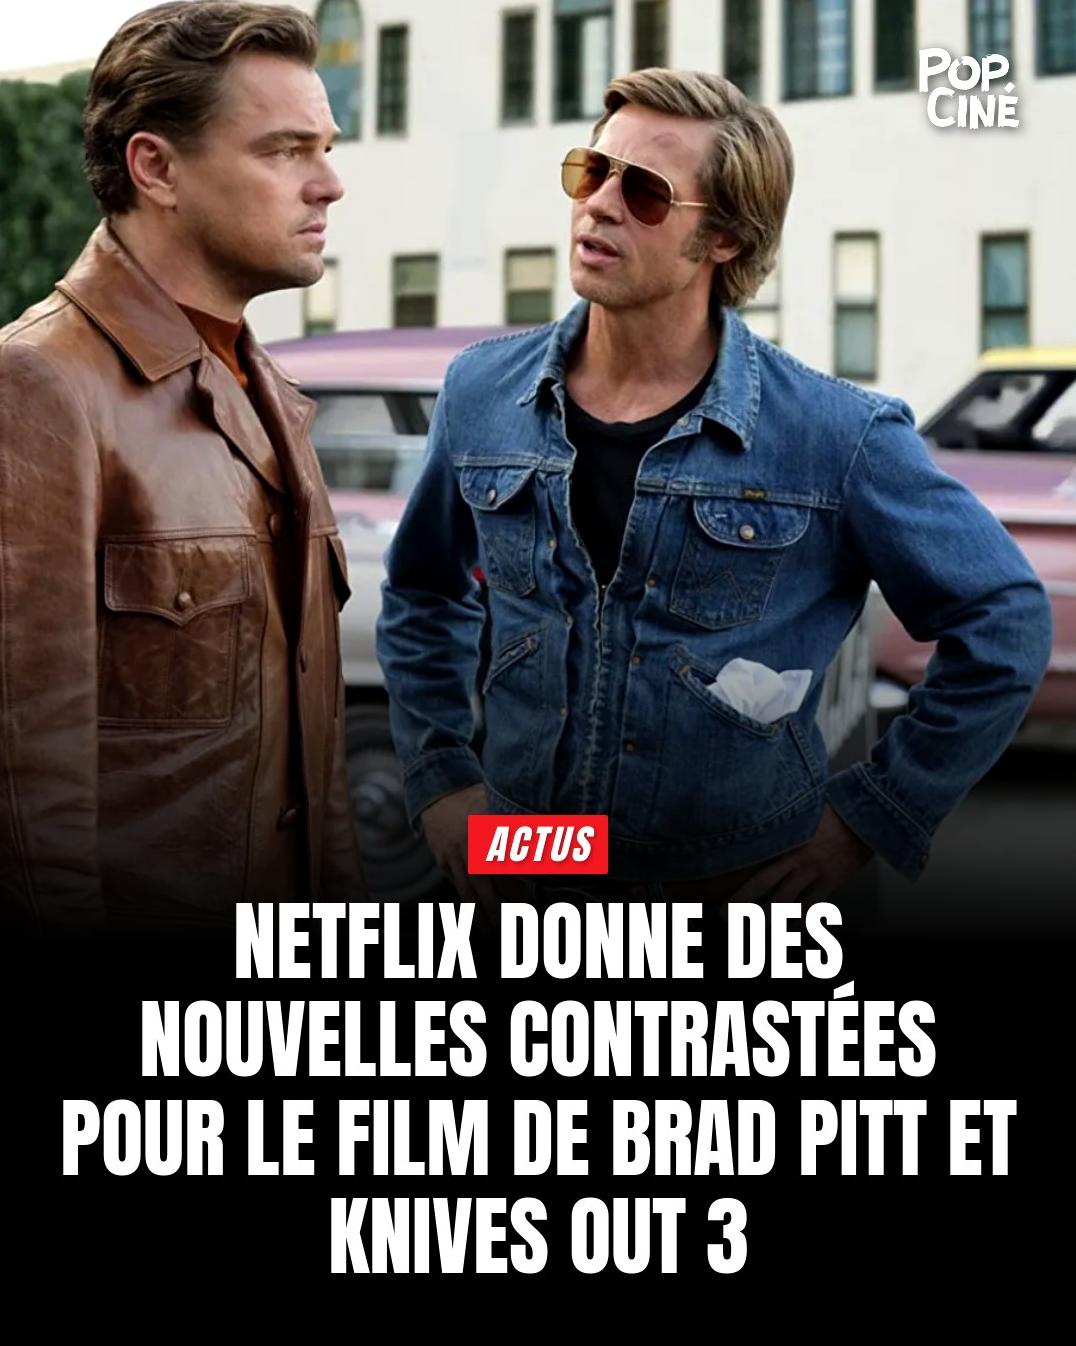 POP
CINÉ
ACTUS
NETFLIX DONNE DES
NOUVELLES CONTRASTÉES
POUR LE FILM DE BRAD PITT ET
KNIVES OUT 3